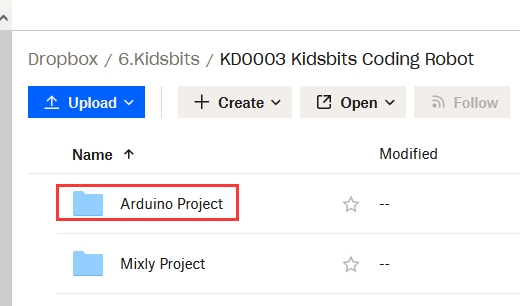 Dropbox / 6.Kidsbits / KD0003 Kidsbits Coding Robot
Upload + Create Open Follow
Name ↑ Modified
Arduino Project --
Mixly Project --